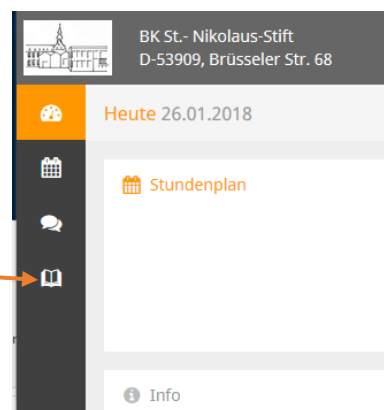 BK St.- Nikolaus-Stift
D-53909, Brüsseler Str. 68
Heute 26.01.2018
Stundenplan
Info